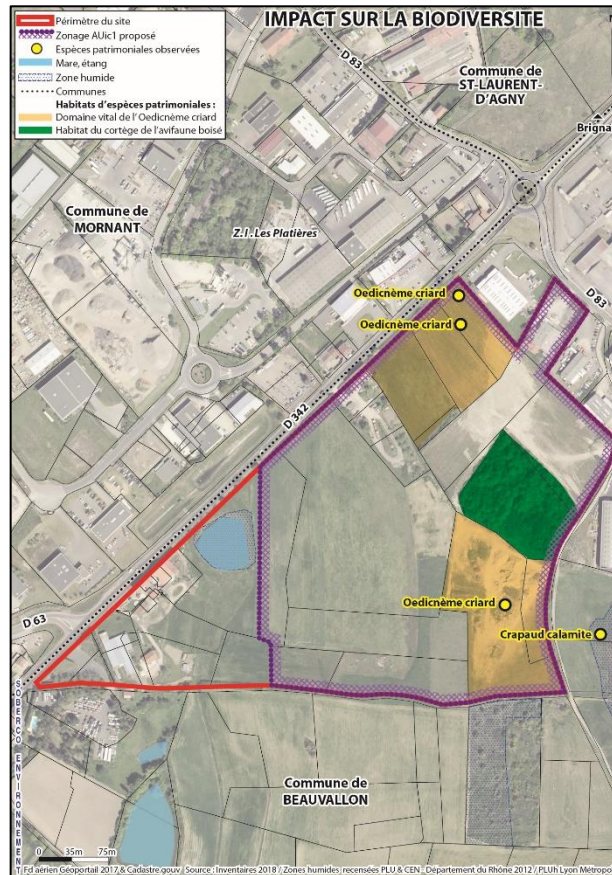 IMPACT SUR LA BIODIVERSITE
Périmètre du site
Zonage AUic1 proposé
Espèces patrimoniales observées
Mare, étang
Zone humide
Communes
Habitats d'espèces patrimoniales :
Domaine vital de l'Oedicnème criard
Habitat du cortège de l'avifaune boisé
D 83
Commune de
ST-LAURENT-
D'AGNY
Brigna
Commune de
MORNANT
Z.I. Les Platières
Oedicnème criard
D 83
Oedicnème criard
D 342
Oedicnème criard
Crapaud calamite
D 63
Commune de
BEAUVALLON
SOBERCO ENVIRONNEMENT
0 35m 75m
Fd aérien Géoportail 2017 & Cadastre.gouv Source : Inventaires 2018 / Zones humides recensées PLU & CEN_Département du Rhône 2012 / PLUh Lyon Métropo